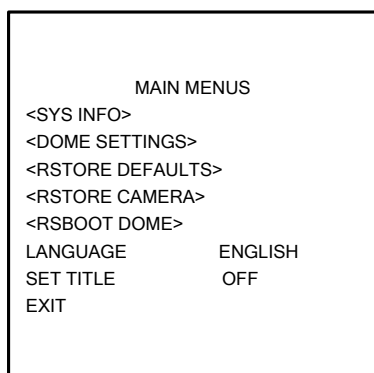 MAIN MENUS
<SYS INFO>
<DOME SETTINGS>
<RSTORE DEFAULTS>
<RSTORE CAMERA>
<RSBOOT DOME>
LANGUAGE ENGLISH
SET TITLE OFF
EXIT